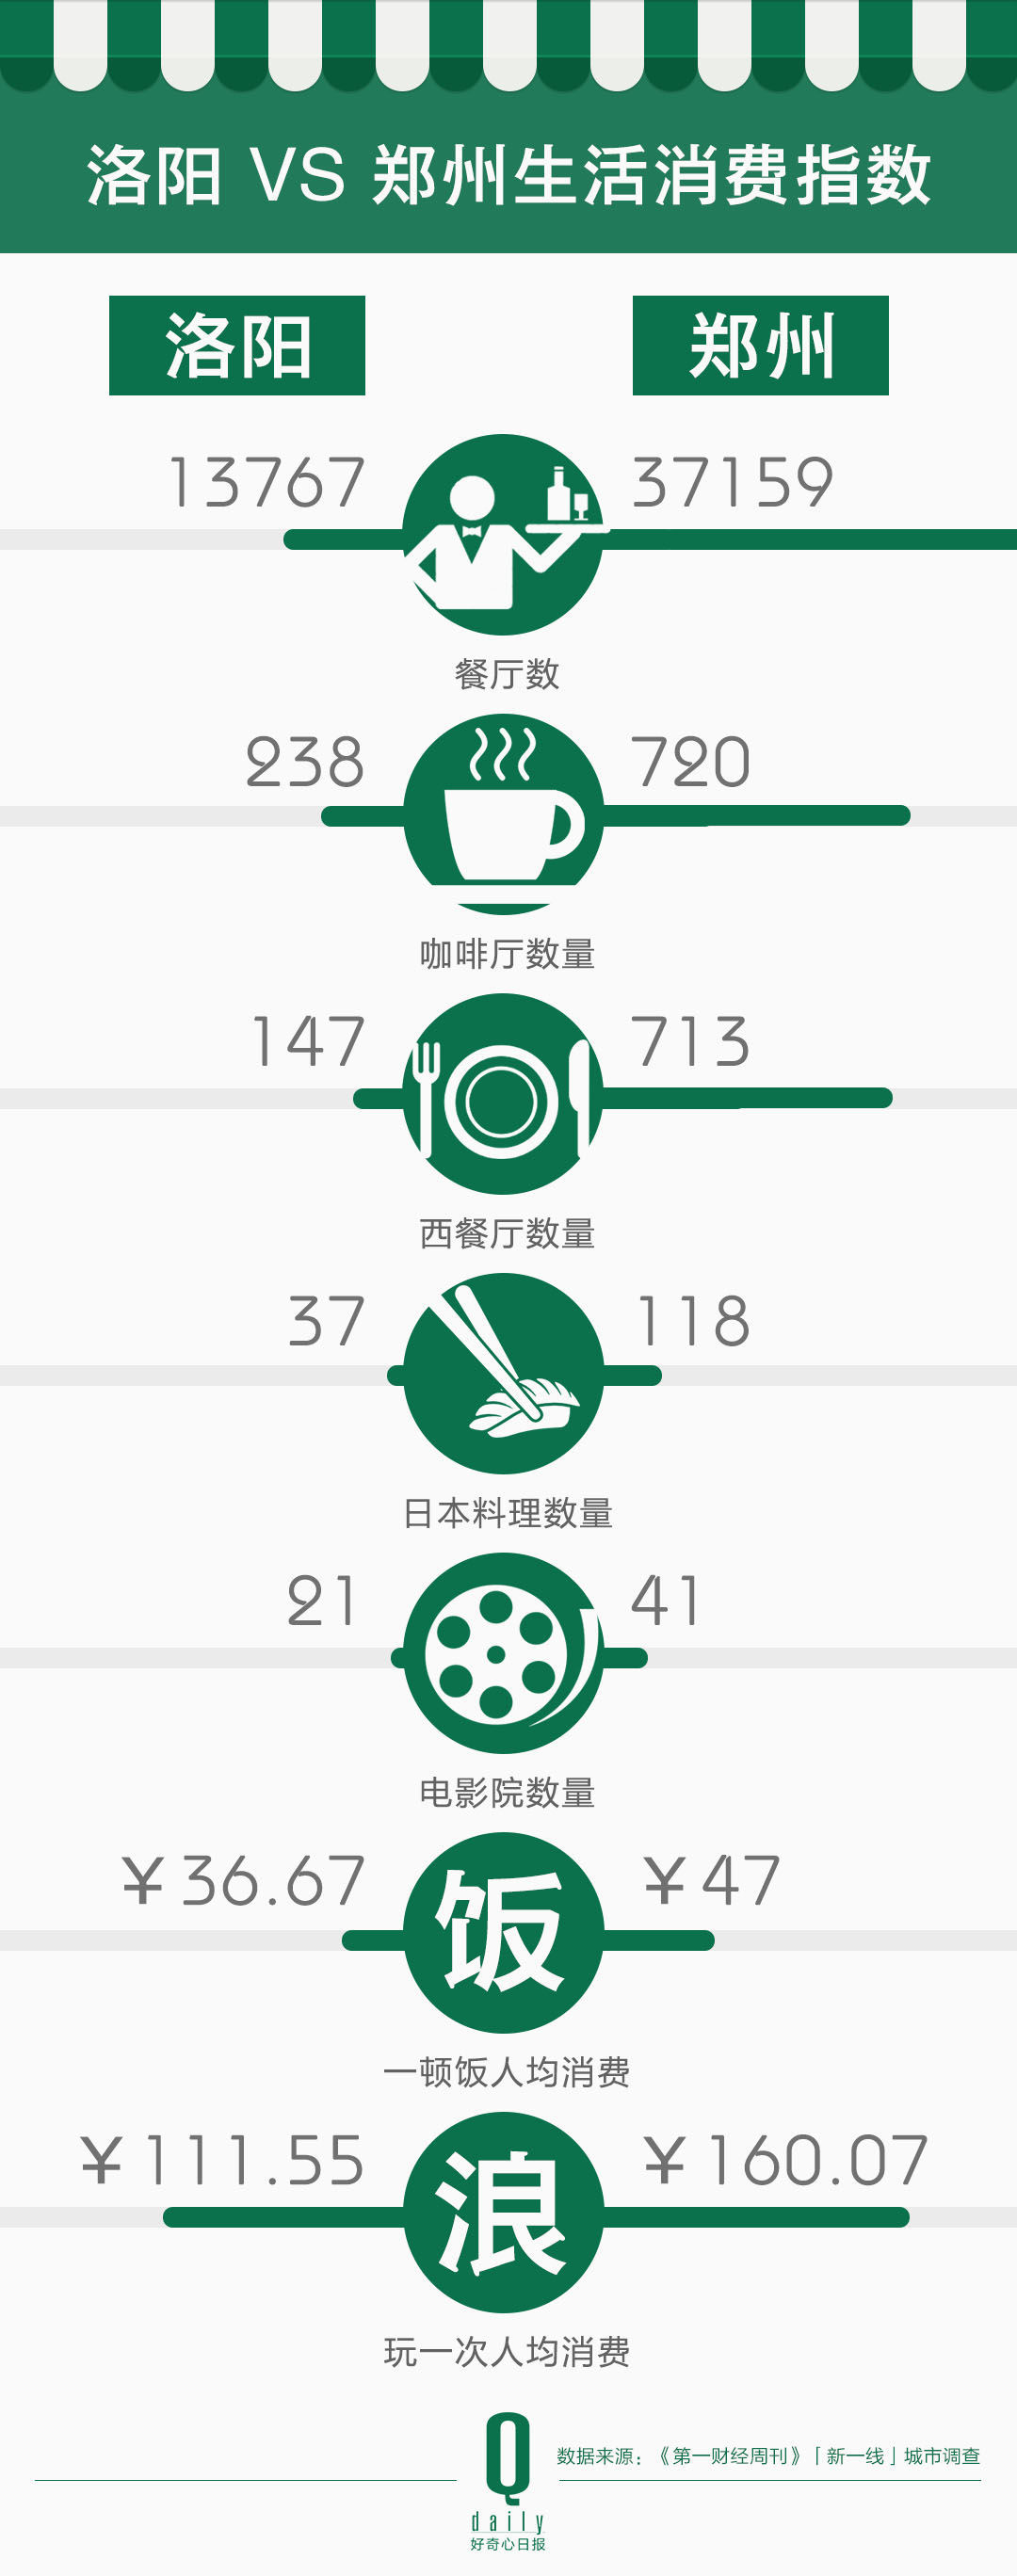 洛阳 VS 郑州生活消费指数
洛阳 郑州
13767 37159
餐厅数
238 720
咖啡厅数量
147 713
西餐厅数量
37 118
日本料理数量
21 41
电影院数量
¥36.67 饭 ¥47
一顿饭人均消费
¥111.55 浪 ¥160.07
玩一次人均消费
数据来源：《第一财经周刊》「新一线」城市调查
Q
daily
好奇心日报